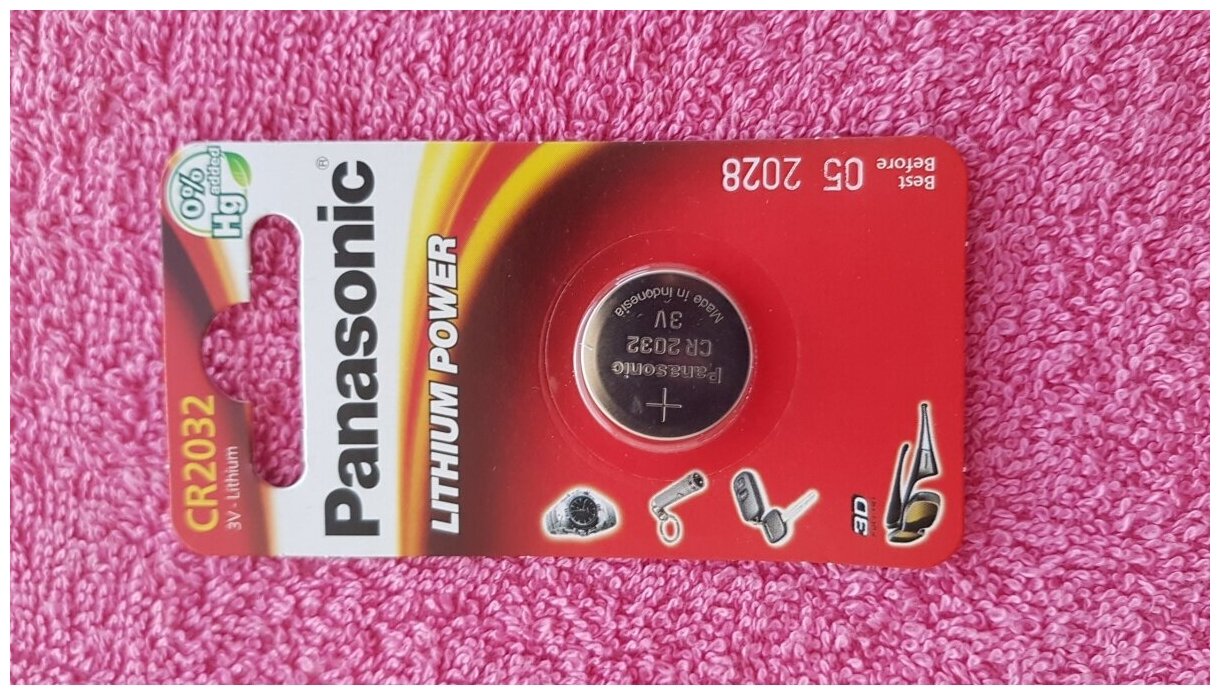 CR2032
3V Lithium
0%
Hg
added
Panasonic®
LITHIUM POWER
Best
Before
05 2028
Panasonic
CR 2032
3V
Made in Indonesia
+
3D